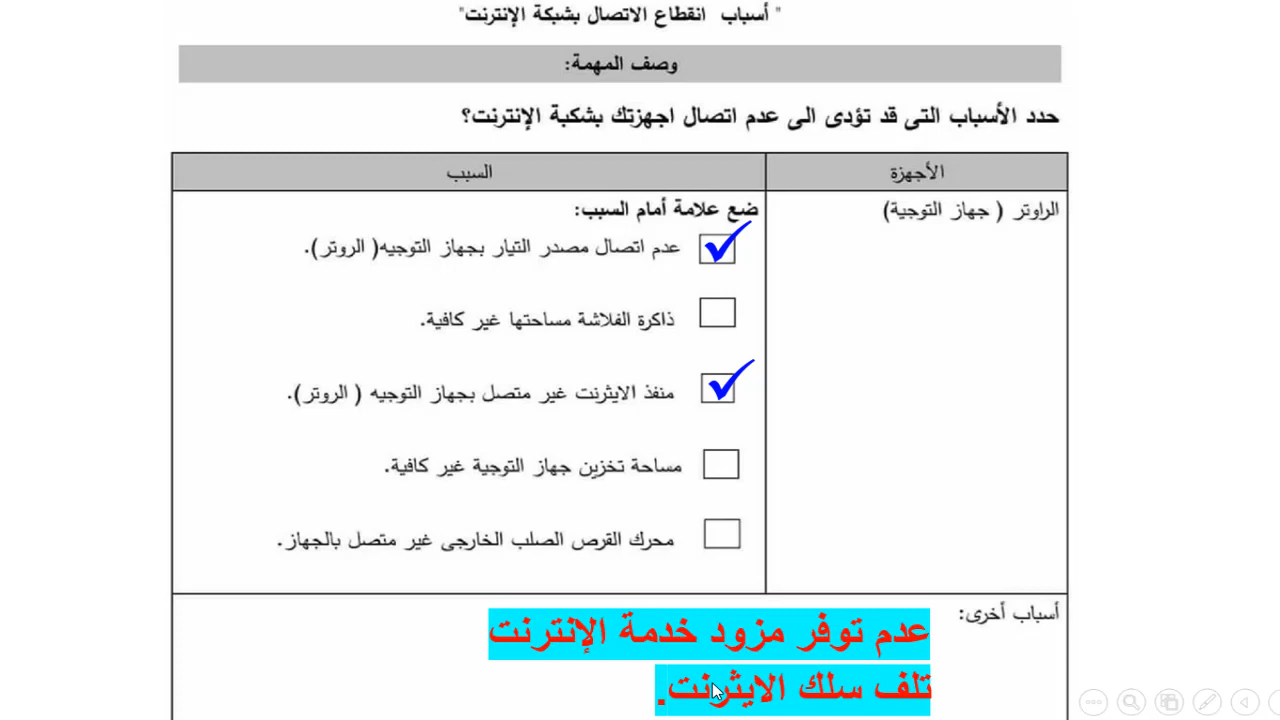 " أسباب انقطاع الاتصال بشبكة الإنترنت"
وصف المهمة:
حدد الأسباب التى قد تؤدى الى عدم اتصال اجهزتك بشكبة الإنترنت؟
الأجهزة
السبب
الراوتر ( جهاز التوجية)
ضع علامة أمام السبب:
عدم اتصال مصدر التيار بجهاز التوجيه( الروتر).
ذاكرة الفلاشة مساحتها غير كافية.
منفذ الايثرنت غير متصل بجهاز التوجيه ( الروتر).
مساحة تخزين جهاز التوجية غير كافية.
محرك القرص الصلب الخارجى غير متصل بالجهاز.
أسباب أخرى:
عدم توفر مزود خدمة الإنترنت
تلف سلك الايثرنت.